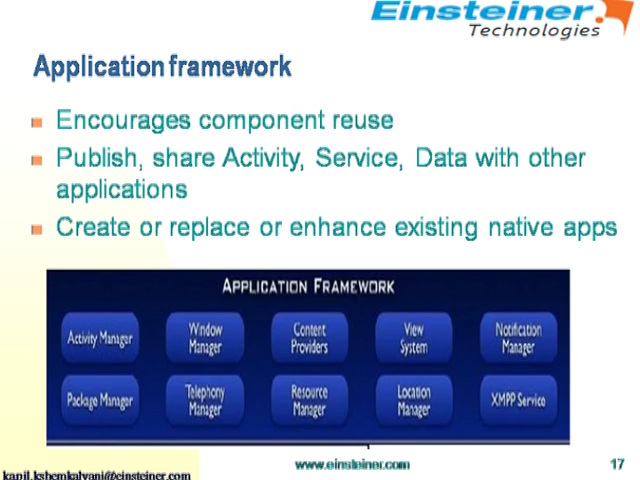 Einsteiner
Technologies
Application framework
Encourages component reuse
Publish, share Activity, Service, Data with other
applications
Create or replace or enhance existing native apps
APPLICATION FRAMEWORK
Activity Manager
Window
Manager
Content
Providers
View
System
Notification
Manager
Package Manager
Telephony
Manager
Resource
Manager
Location
Manager
XMPP Service
kapil.kshemkalyani@einsteiner.com
www.einsteiner.com
17